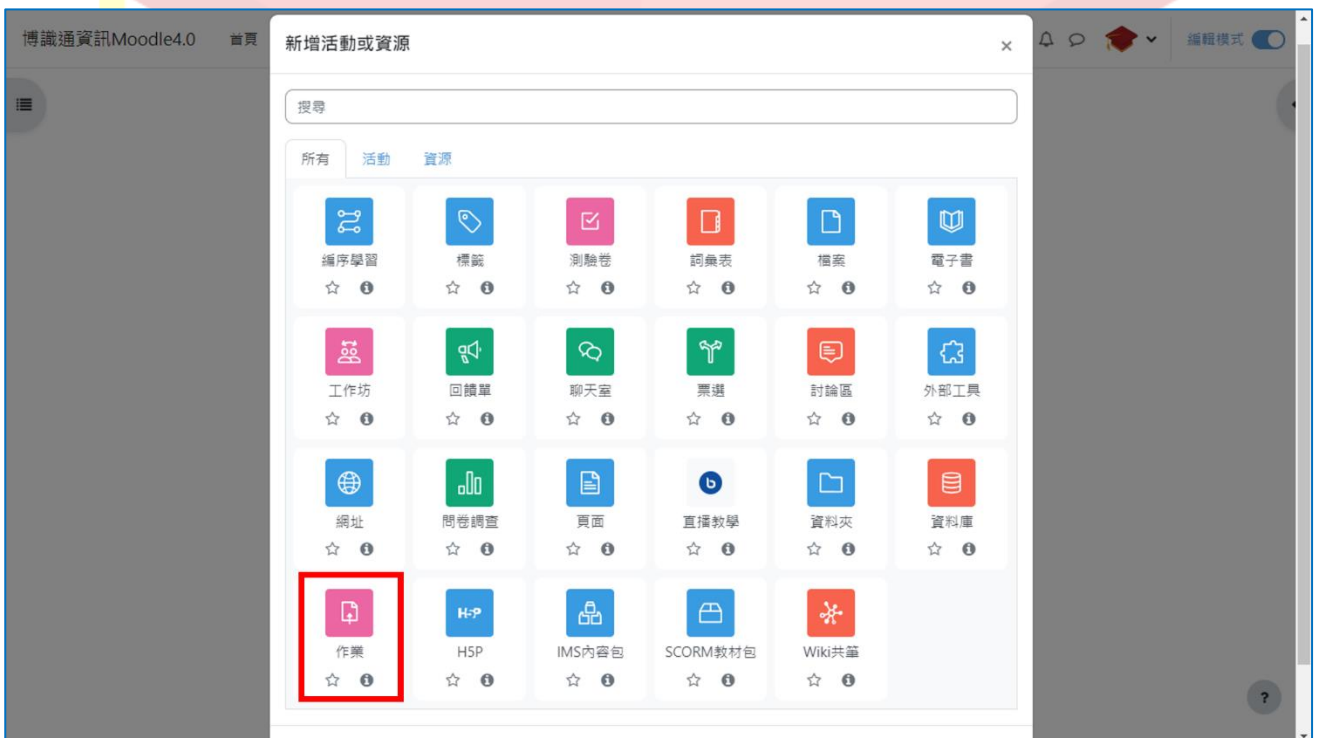 博識通資訊Moodle4.0 首頁 新增活動或資源 × 編輯模式
搜尋
所有 活動 資源
編序學習 標籤 測驗卷 詞彙表 檔案 電子書
工作坊 回饋單 聊天室 票選 討論區 外部工具
網址 問卷調查 頁面 直播教學 資料夾 資料庫
H5P
作業 H5P IMS內容包 SCORM教材包 Wiki共筆
?